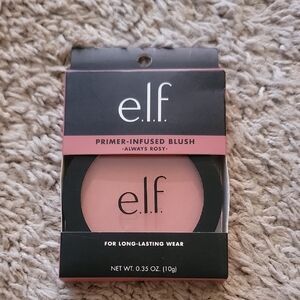 e.l.f.
PRIMER-INFUSED BLUSH
-ALWAYS ROSY-
e.l.f.
FOR LONG-LASTING WEAR
NET WT. 0.35 OZ. (10g)